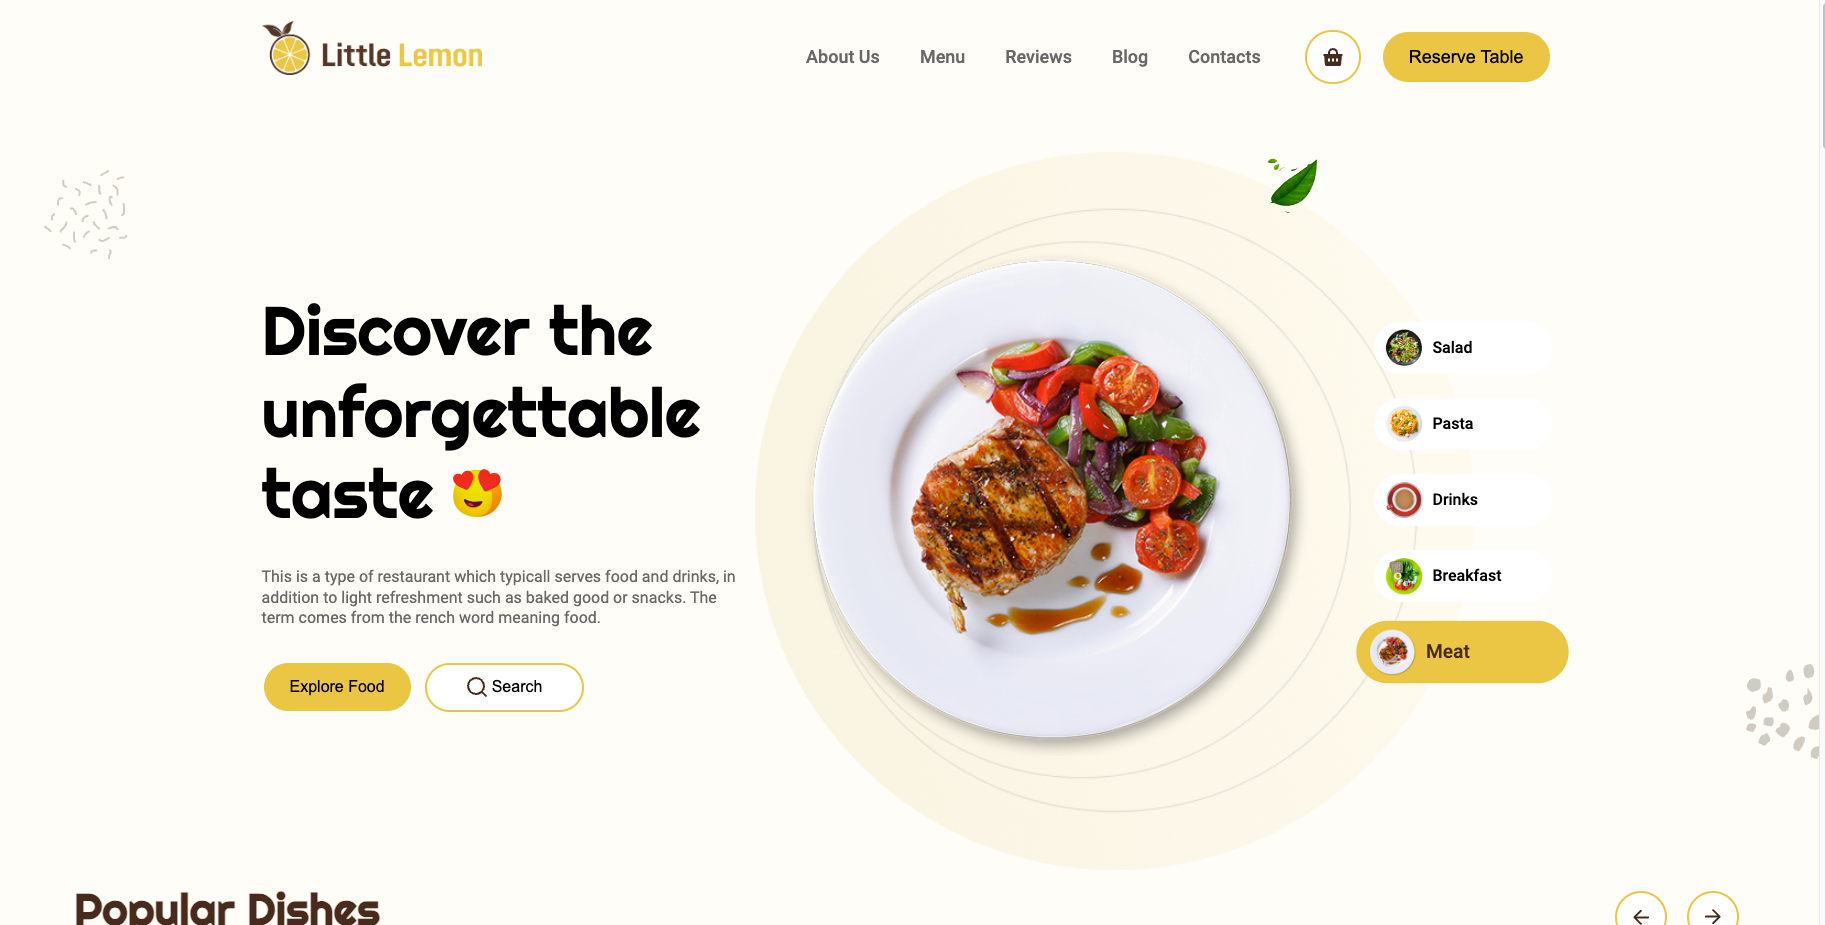 Little Lemon
About Us
Menu
Reviews
Blog
Contacts
Reserve Table
Discover the
unforgettable
taste 😍
This is a type of restaurant which typicall serves food and drinks, in
addition to light refreshment such as baked good or snacks. The
term comes from the rench word meaning food.
Explore Food
Search
Salad
Pasta
Drinks
Breakfast
Meat
Popular Dishes